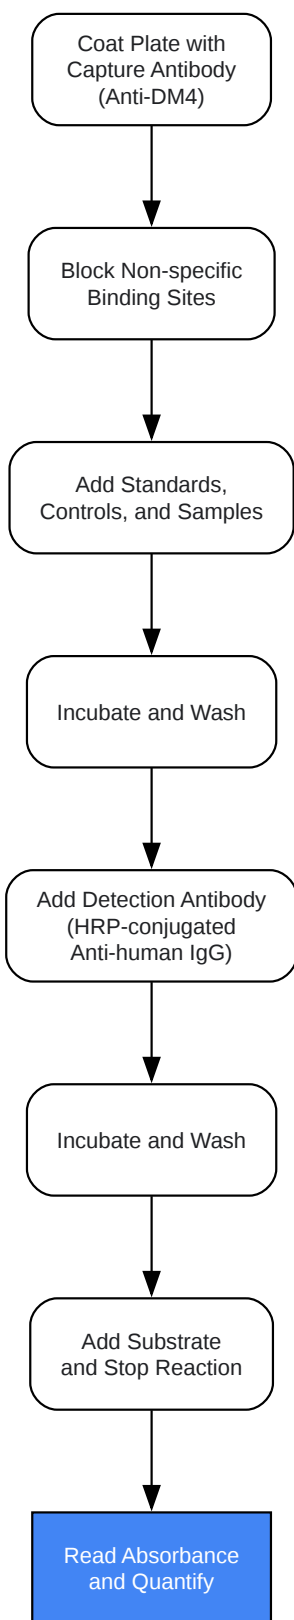 Coat Plate with
Capture Antibody
(Anti-DM4)
Block Non-specific
Binding Sites
Add Standards,
Controls, and Samples
Incubate and Wash
Add Detection Antibody
(HRP-conjugated
Anti-human IgG)
Incubate and Wash
Add Substrate
and Stop Reaction
Read Absorbance
and Quantify